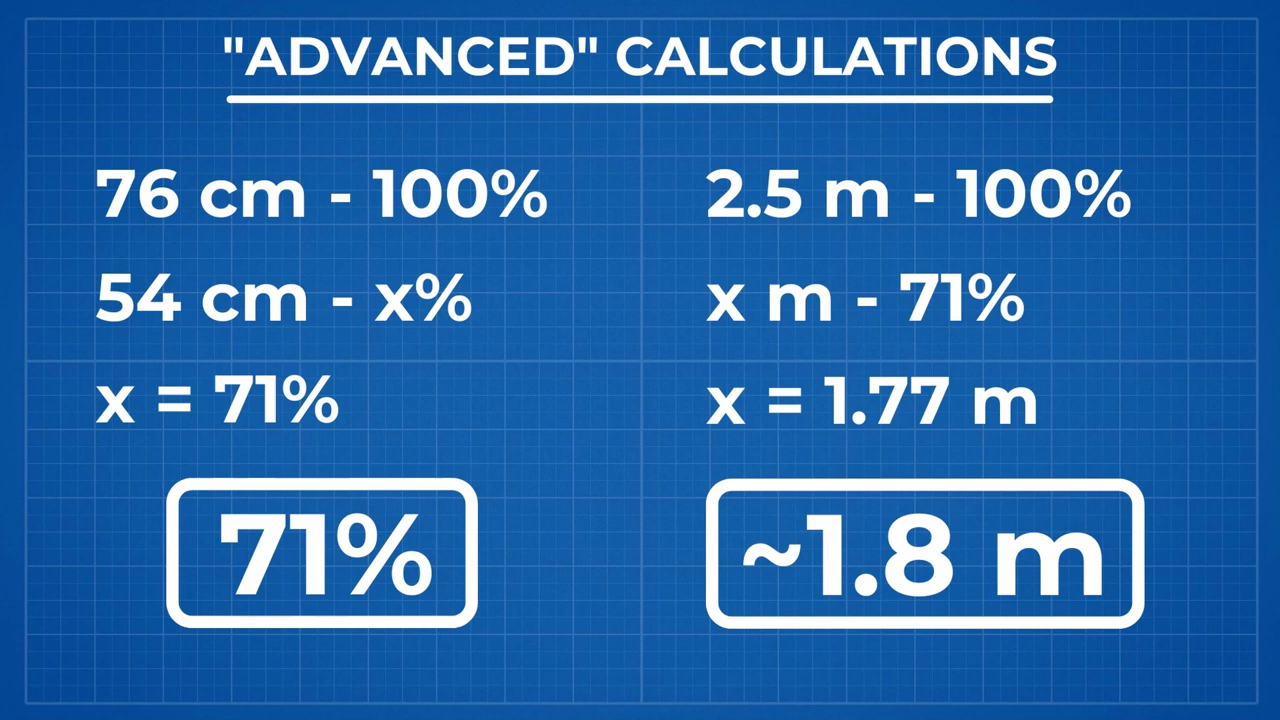 "ADVANCED" CALCULATIONS
76 cm - 100%
54 cm - x%
x = 71%
71%
2.5 m - 100%
x m - 71%
x = 1.77 m
~1.8 m